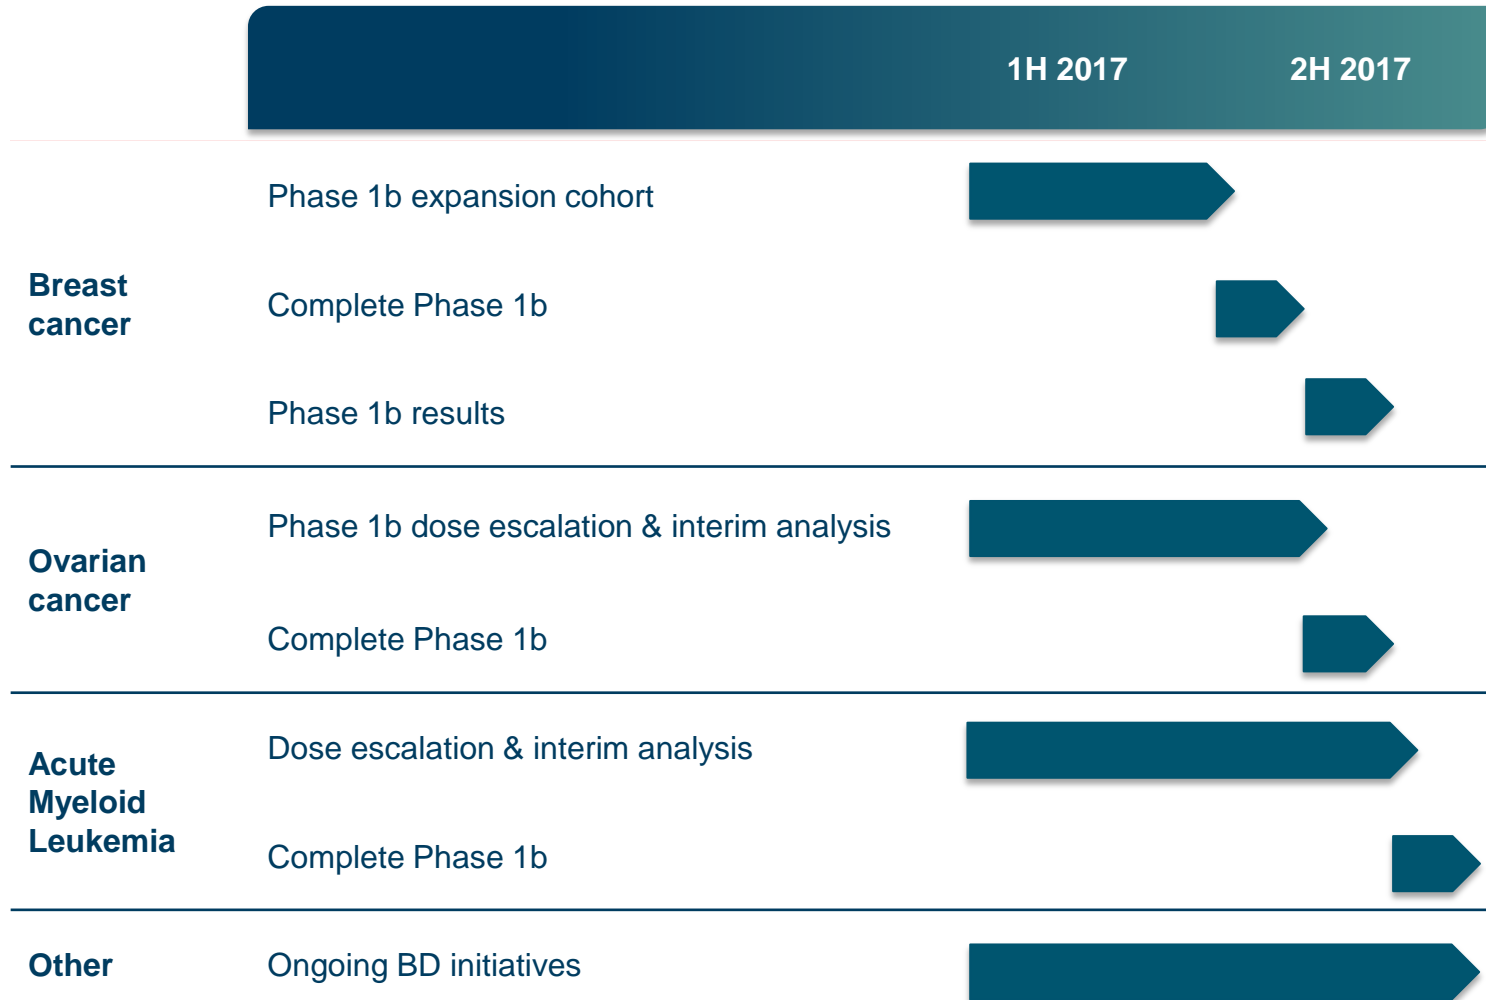 1H 2017
2H 2017
Breast
cancer
Phase 1b expansion cohort
Complete Phase 1b
Phase 1b results
Ovarian
cancer
Phase 1b dose escalation & interim analysis
Complete Phase 1b
Acute
Myeloid
Leukemia
Dose escalation & interim analysis
Complete Phase 1b
Other
Ongoing BD initiatives